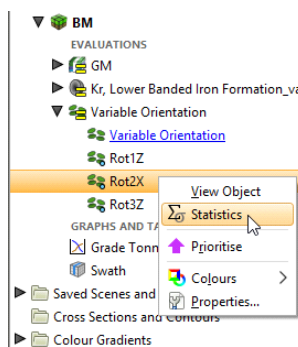 BM
EVALUATIONS
GM
Kr, Lower Banded Iron Formation_va
Variable Orientation
Variable Orientation
Rot1Z
Rot2X
Rot3Z
GRAPHS AND TA
Grade Tonn
Swath
Saved Scenes and
Cross Sections and Contours
Colour Gradients
View Object
Statistics
Prioritise
Colours
Properties...